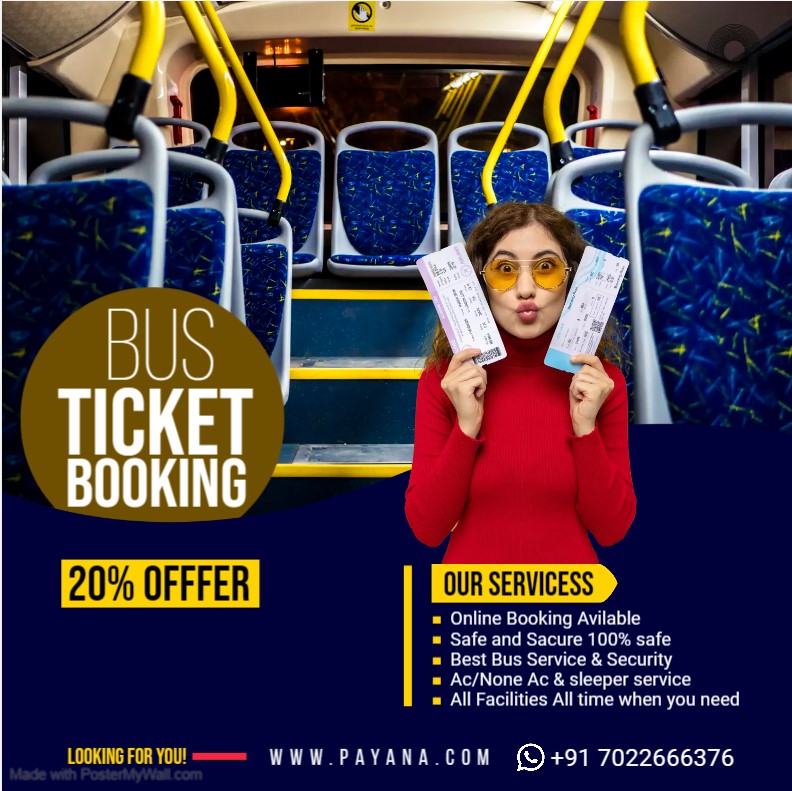 BUS
TICKET
BOOKING
20% OFFFER
OUR SERVICESS
Online Booking Avilable
Safe and Sacure 100% safe
Best Bus Service & Security
Ac/None Ac & sleeper service
All Facilities All time when you need
LOOKING FOR YOU!
WWW.PAYANA.COM
+91 7022666376
Made with PosterMyWall.com